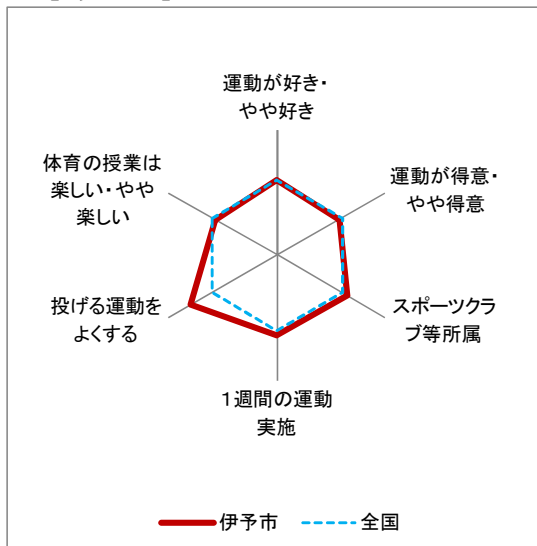 運動が好き・
やや好き
運動が得意・
やや得意
スポーツクラ
ブ等所属
1週間の運動
実施
投げる運動を
よくする
体育の授業は
楽しい・やや
楽しい
伊予市
全国